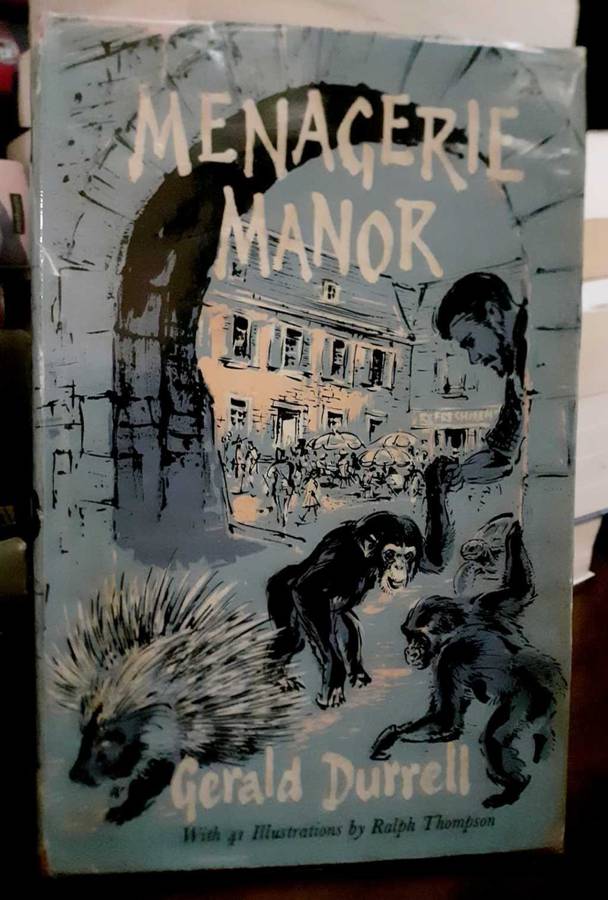 MENAGERIE
MANOR
Gerald Durrell
With 41 Illustrations by Ralph Thompson